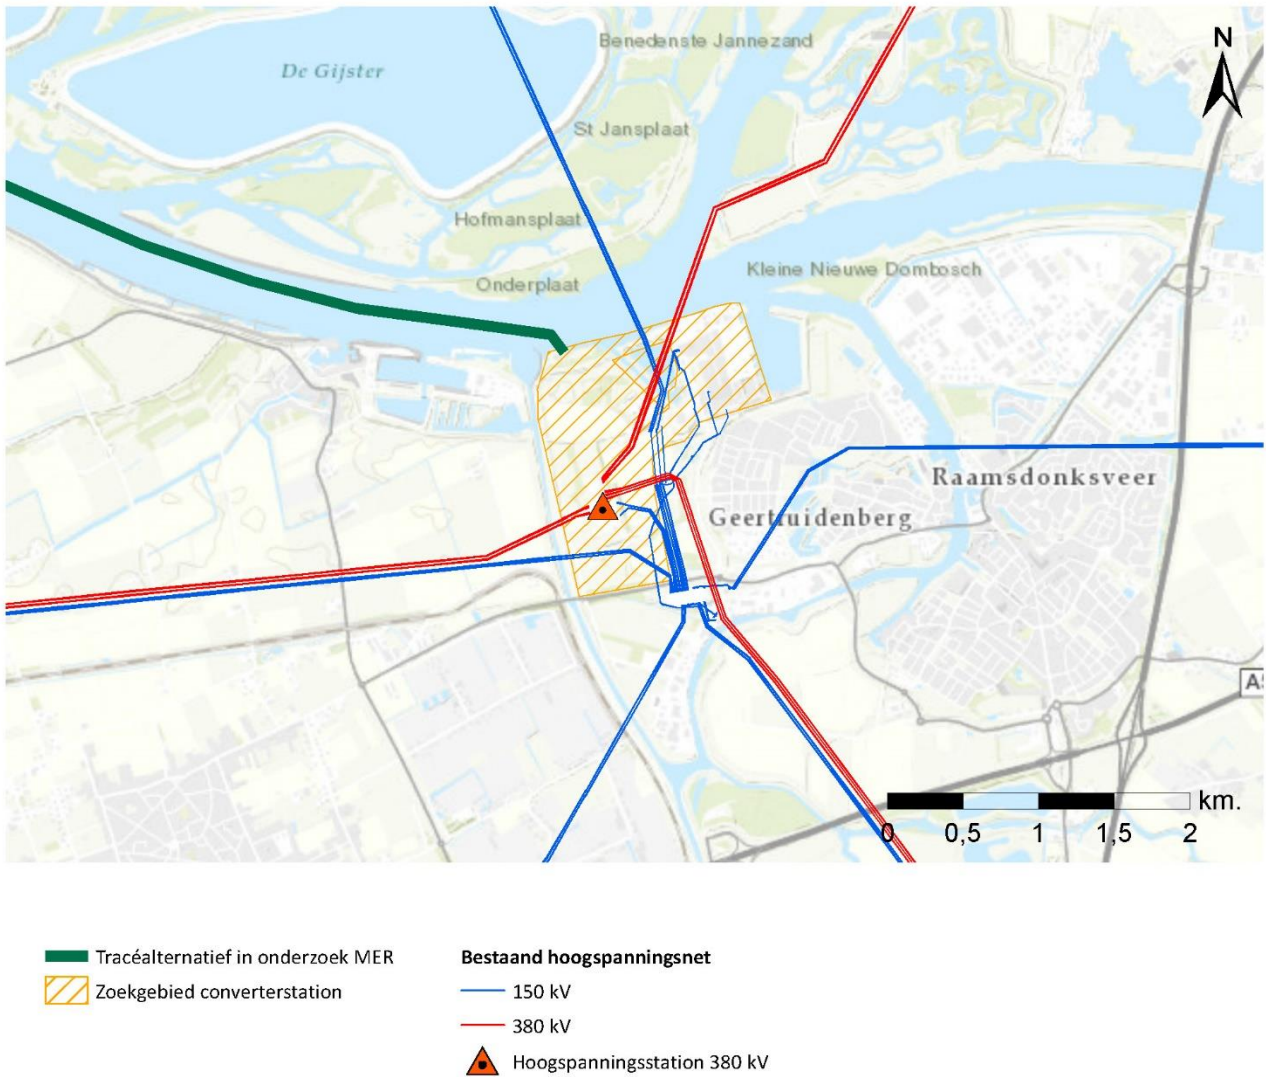 Benedenste Jannezand
N
De Gijster
St Jansplaat
Hofmansplaat
Kleine Nieuwe Dombosch
Onderplaat
Raamsdonksveer
Geertruidenberg
A5
km.
0 0,5 1 1,5 2
Tracéalternatief in onderzoek MER
Zoekgebied converterstation
Bestaand hoogspanningsnet
150 kV
380 kV
Hoogspanningsstation 380 kV